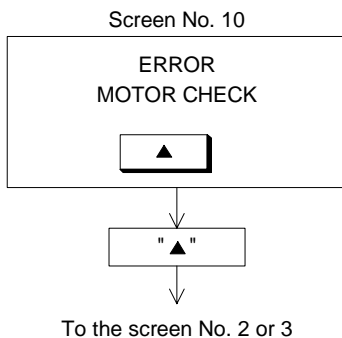 Screen No. 10
ERROR
MOTOR CHECK
▲
" ▲ "
To the screen No. 2 or 3